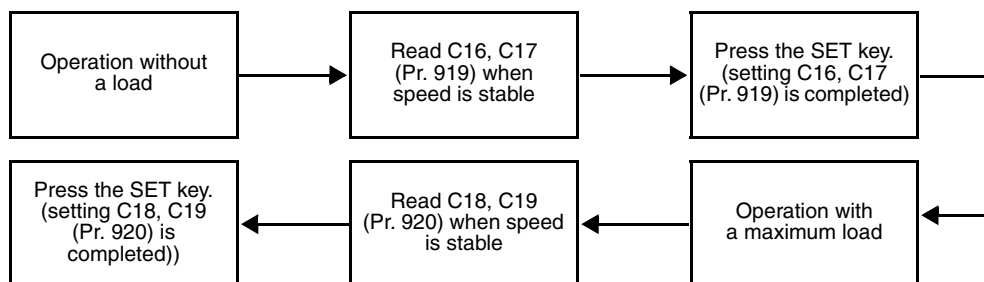 Operation without
a load
Read C16, C17
(Pr. 919) when
speed is stable
Press the SET key.
(setting C16, C17
(Pr. 919) is completed)
Operation with
a maximum load
Read C18, C19
(Pr. 920) when speed
is stable
Press the SET key.
(setting C18, C19
(Pr. 920) is
completed))